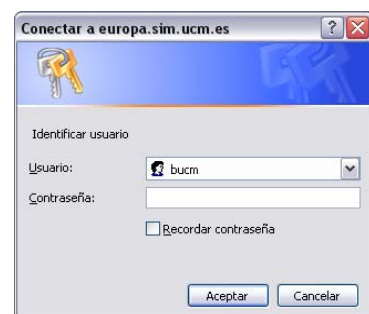 Conectar a europa.sim.ucm.es
Identificar usuario
Usuario: bucm
Contraseña:
Recordar contraseña
Aceptar Cancelar